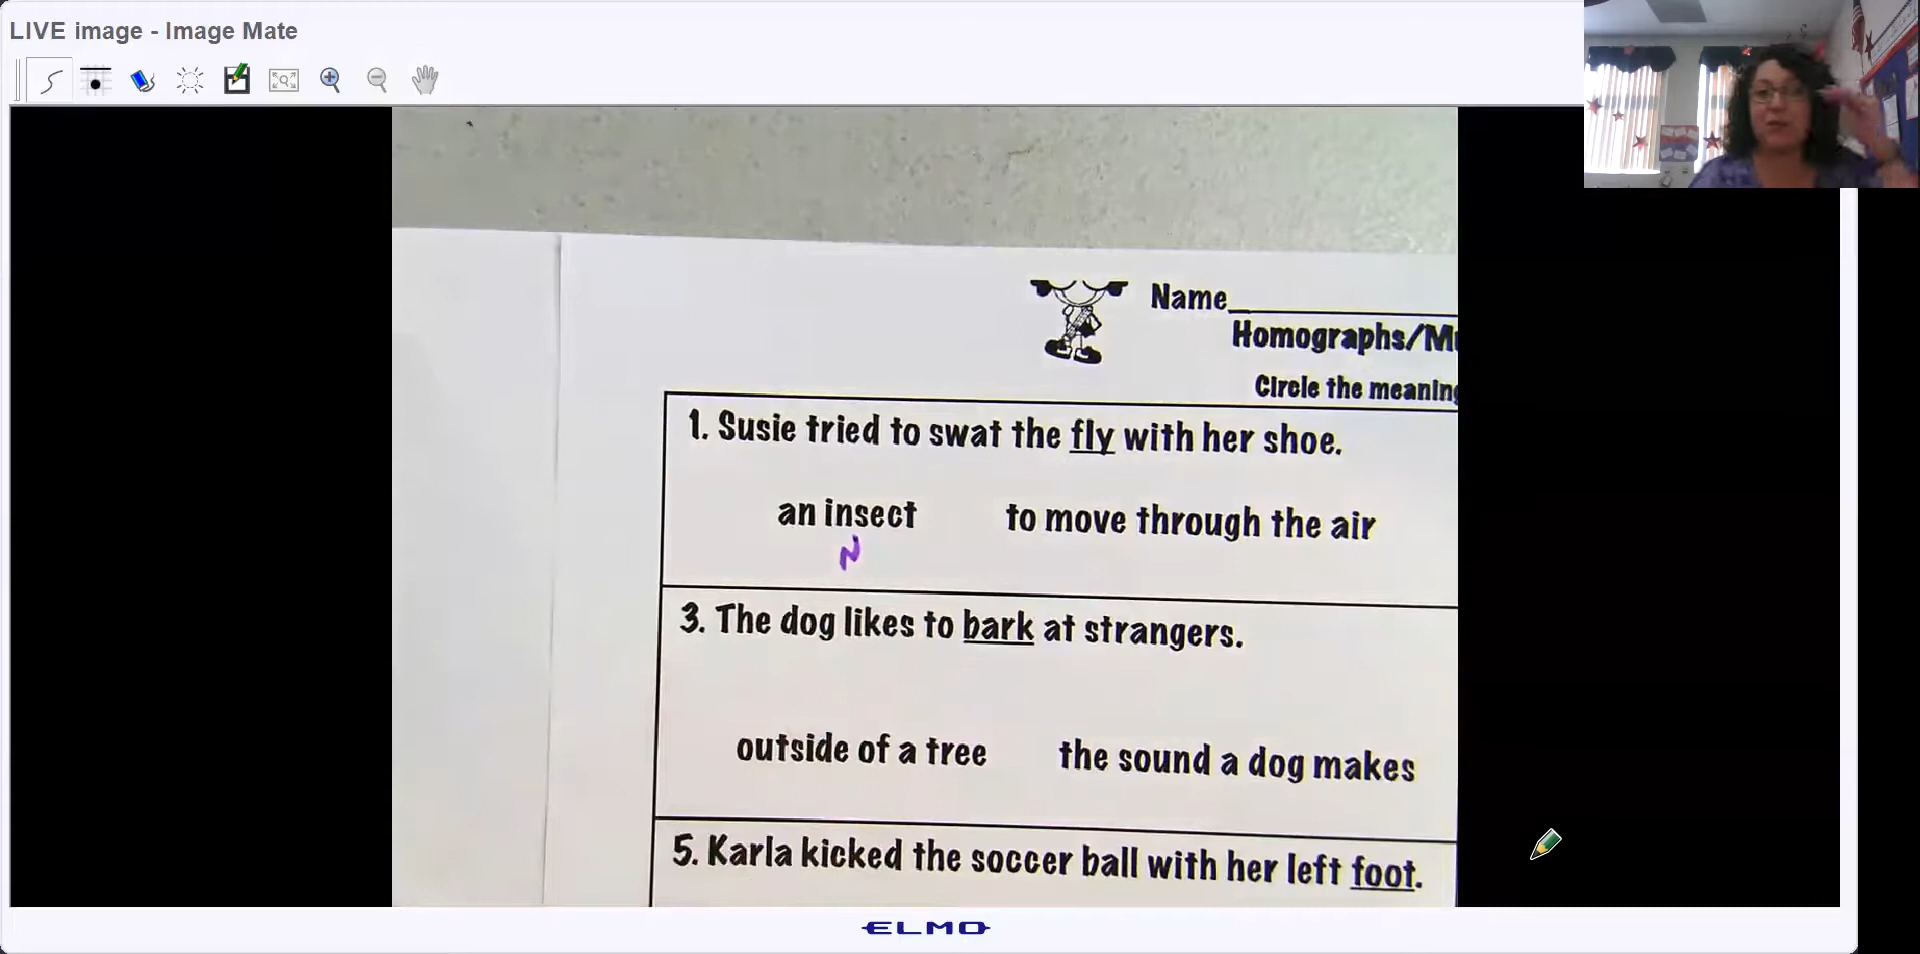 LIVE image - Image Mate
Name
Homographs/M
Circle the meaning
1. Susie tried to swat the fly with her shoe.
an insect to move through the air
N
3. The dog likes to bark at strangers.
outside of a tree the sound a dog makes
5. Karla kicked the soccer ball with her left foot.
ELMO